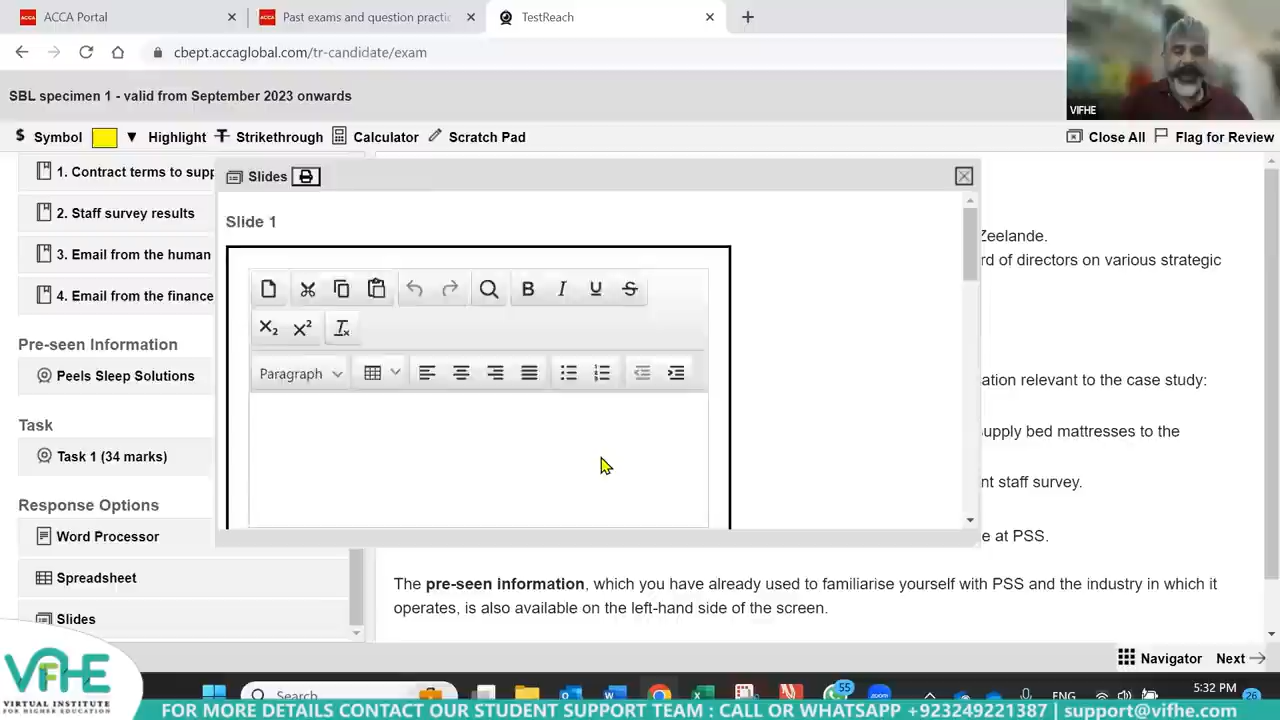 ACCA Portal
Past exams and question practic
TestReach
cbept.accaglobal.com/tr-candidate/exam
VIFHE
SBL specimen 1 - valid from September 2023 onwards
Symbol
Highlight
Strikethrough
Calculator
Scratch Pad
Close All
Flag for Review
1. Contract terms to supp
2. Staff survey results
3. Email from the human
4. Email from the finance
Pre-seen Information
Peels Sleep Solutions
Task
Task 1 (34 marks)
Response Options
Word Processor
Spreadsheet
Slides
Slides
Slide 1
Paragraph
Zeelande.
rd of directors on various strategic
ation relevant to the case study:
supply bed mattresses to the
nt staff survey.
e at PSS.
The pre-seen information, which you have already used to familiarise yourself with PSS and the industry in which it
operates, is also available on the left-hand side of the screen.
Navigator
Next
Search
55
zoom
ENG
5:32 PM
26
VIFHE
VIRTUAL INSTITUTE
FOR HIGHER EDUCATION
FOR MORE DETAILS CONTACT OUR STUDENT SUPPORT TEAM : CALL OR WHATSAPP +923249221387 | support@vifhe.com